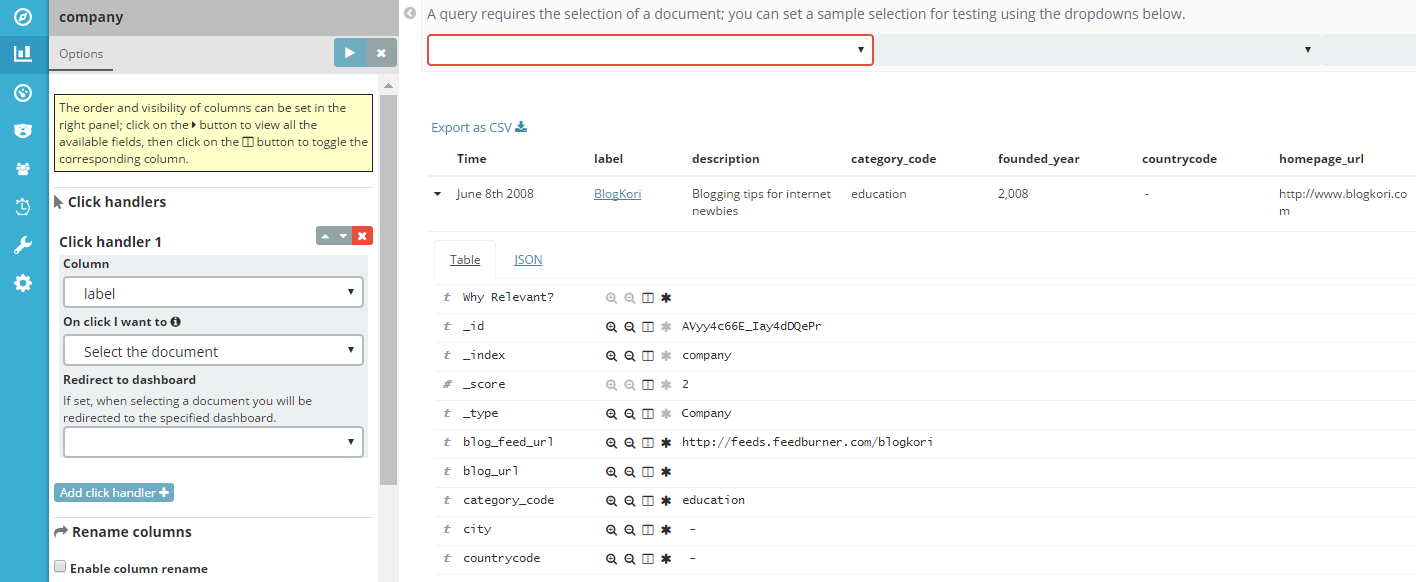 company
Options
The order and visibility of columns can be set in the
right panel; click on the button to view all the
available fields, then click on the button to toggle the
corresponding column.
Click handlers
Click handler 1
Column
label
On click I want to
Select the document
Redirect to dashboard
If set, when selecting a document you will be
redirected to the specified dashboard.
Add click handler
Rename columns
Enable column rename
A query requires the selection of a document; you can set a sample selection for testing using the dropdowns below.
Export as CSV
Time label description category_code founded_year countrycode homepage_url
June 8th 2008 BlogKori Blogging tips for internet education 2,008 - http://www.blogkori.co
newbies m
Table JSON
t Why Relevant?
t _id AVyy4c66E_Iay4dDQePr
t _index company
# _score 2
t _type Company
t blog_feed_url http://feeds.feedburner.com/blogkori
t blog_url
t category_code education
t city -
t countrycode -